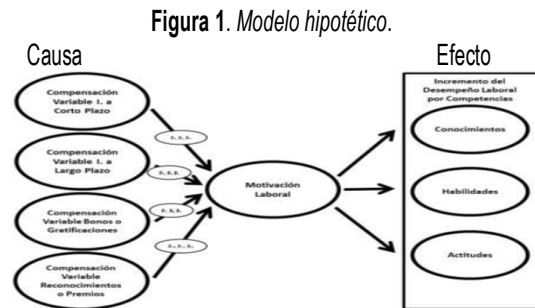 Figura 1. Modelo hipotético.
Causa
Efecto
Compensación
Variable I. a
Corto Plazo
Compensación
Variable I. a
Largo Plazo
Compensación
Variable Bonos o
Gratificaciones
Compensación
Variable
Reconocimientos
o Premios
Motivación
Laboral
Incremento del
Desempeño Laboral
por Competencias
Conocimientos
Habilidades
Actitudes